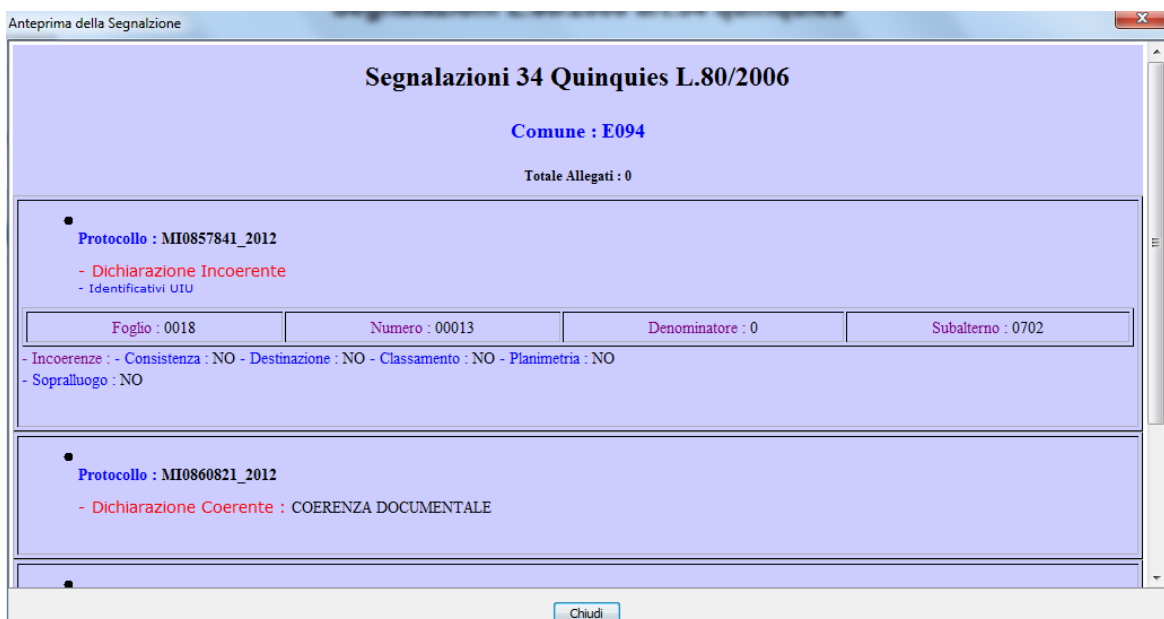 Anteprima della Segnalzione
Segnalazioni 34 Quinquies L.80/2006
Comune : E094
Totale Allegati : 0
Protocollo : MI0857841_2012
- Dichiarazione Incoerente
- Identificativi UIU
Foglio : 0018 Numero : 00013 Denominatore : 0 Subalterno : 0702
- Incoerenze : - Consistenza : NO - Destinazione : NO - Classamento : NO - Planimetria : NO
- Sopralluogo : NO
Protocollo : MI0860821_2012
- Dichiarazione Coerente : COERENZA DOCUMENTALE
Chiudi